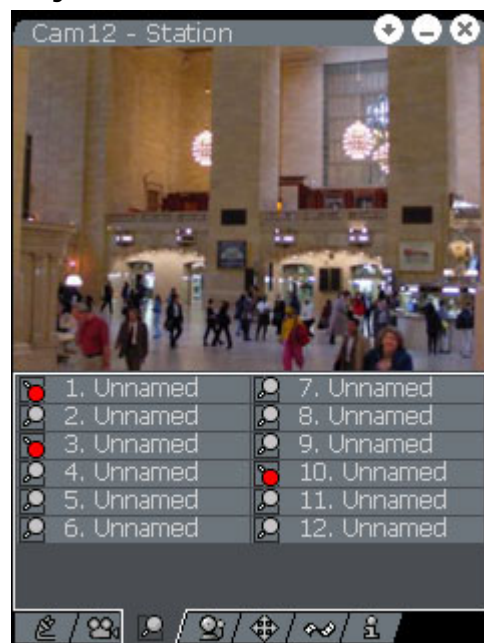 Cam12 - Station
1. Unnamed
2. Unnamed
3. Unnamed
4. Unnamed
5. Unnamed
6. Unnamed
7. Unnamed
8. Unnamed
9. Unnamed
10. Unnamed
11. Unnamed
12. Unnamed